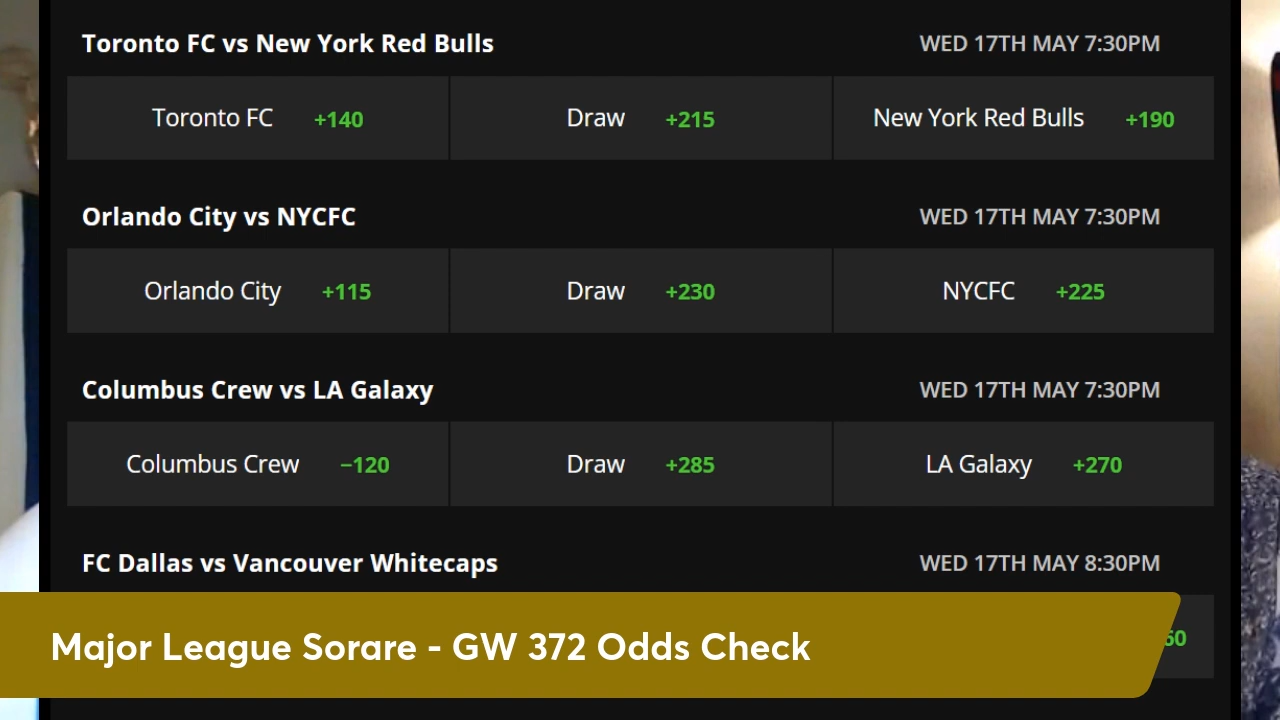 Toronto FC vs New York Red Bulls WED 17TH MAY 7:30PM
Toronto FC +140 Draw +215 New York Red Bulls +190
Orlando City vs NYCFC WED 17TH MAY 7:30PM
Orlando City +115 Draw +230 NYCFC +225
Columbus Crew vs LA Galaxy WED 17TH MAY 7:30PM
Columbus Crew −120 Draw +285 LA Galaxy +270
FC Dallas vs Vancouver Whitecaps WED 17TH MAY 8:30PM
Major League Sorare - GW 372 Odds Check